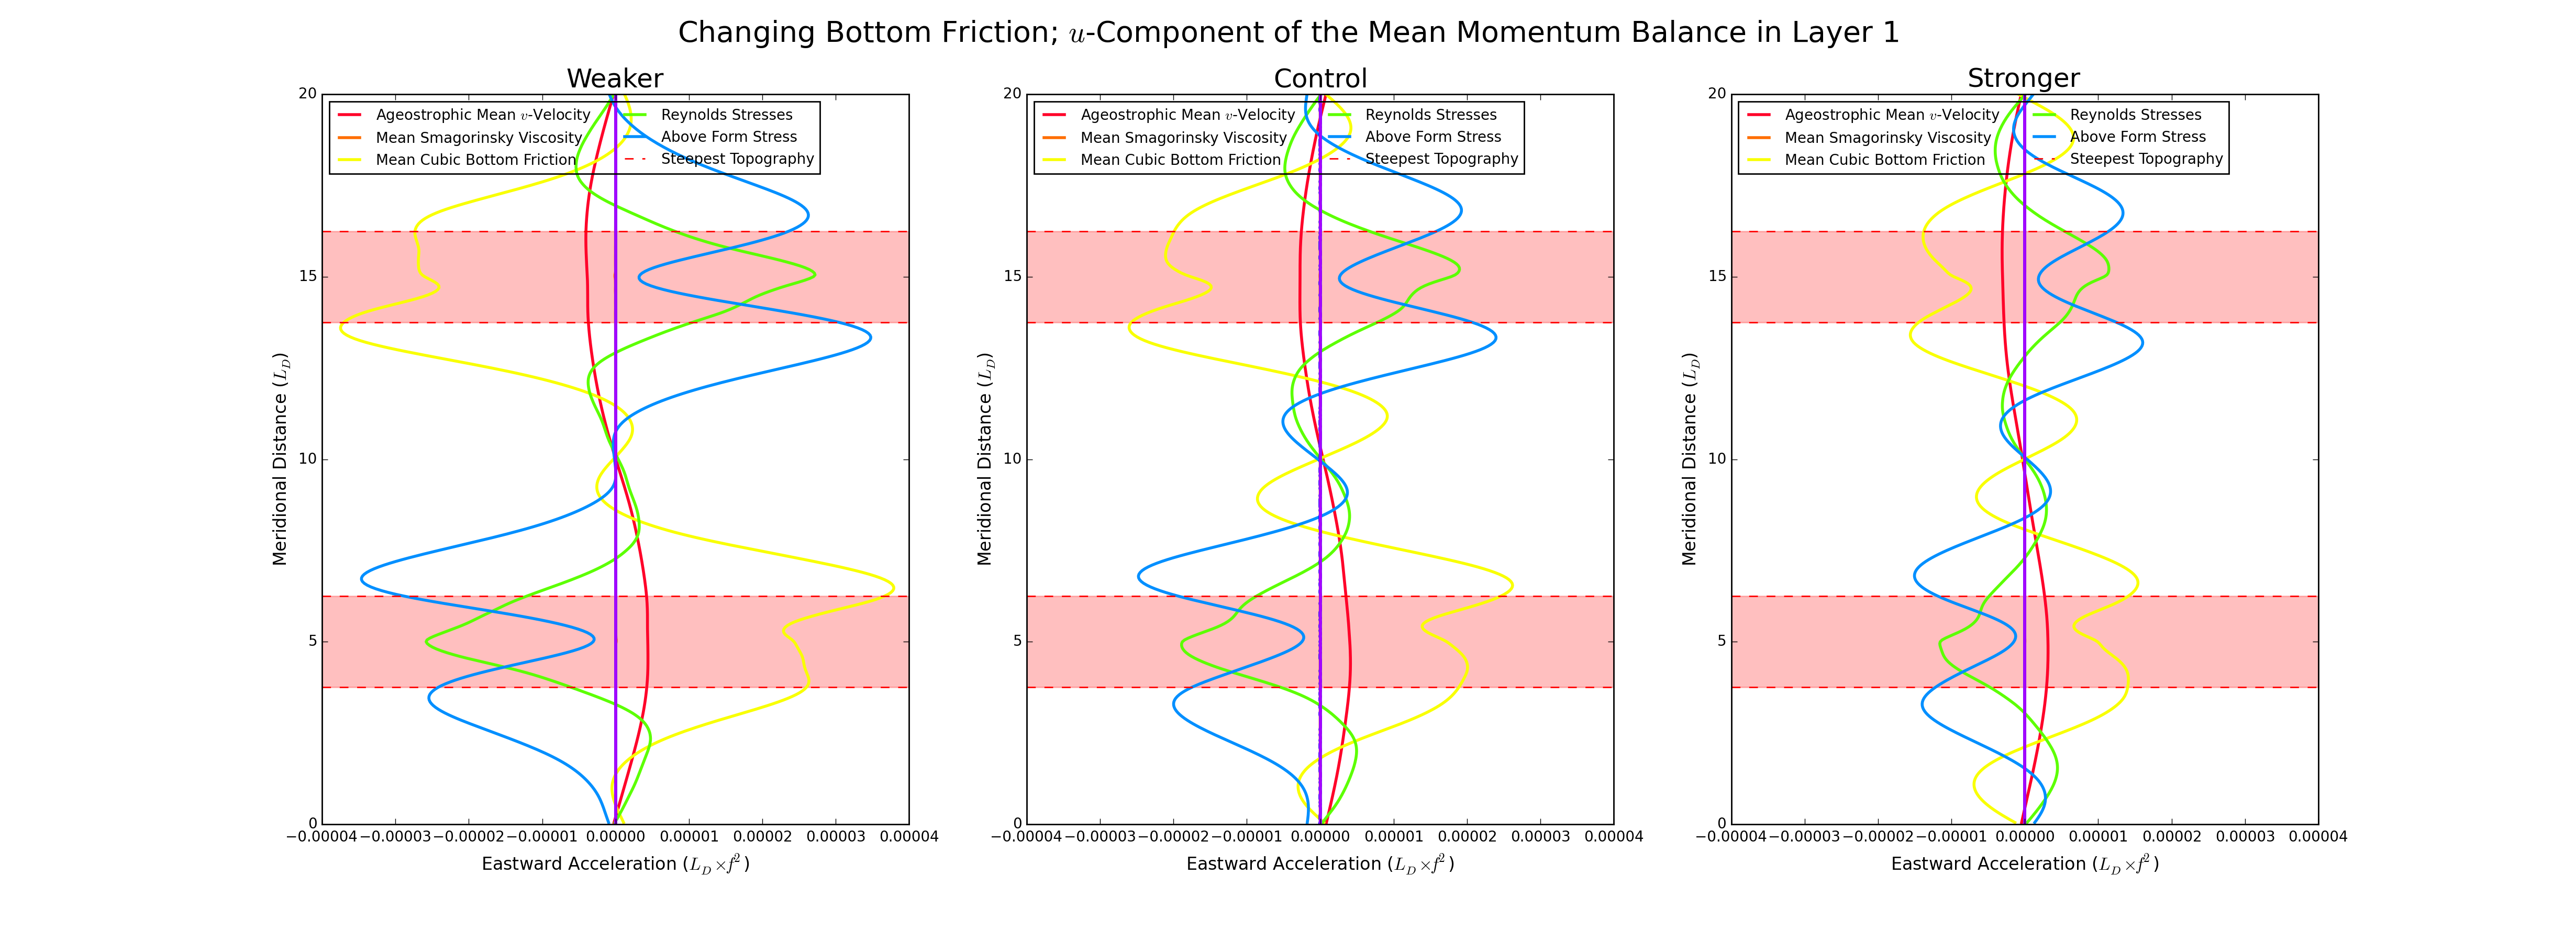 Changing Bottom Friction; u-Component of the Mean Momentum Balance in Layer 1
Weaker
Ageostrophic Mean v-Velocity
Mean Smagorinsky Viscosity
Mean Cubic Bottom Friction
Reynolds Stresses
Above Form Stress
Steepest Topography
20
15
10
5
0
Meridional Distance (L_D)
−0.00004 −0.00003 −0.00002 −0.00001 0.00000 0.00001 0.00002 0.00003 0.00004
Eastward Acceleration (L_D×f²)
Control
Ageostrophic Mean v-Velocity
Mean Smagorinsky Viscosity
Mean Cubic Bottom Friction
Reynolds Stresses
Above Form Stress
Steepest Topography
20
15
10
5
0
Meridional Distance (L_D)
−0.00004 −0.00003 −0.00002 −0.00001 0.00000 0.00001 0.00002 0.00003 0.00004
Eastward Acceleration (L_D×f²)
Stronger
Ageostrophic Mean v-Velocity
Mean Smagorinsky Viscosity
Mean Cubic Bottom Friction
Reynolds Stresses
Above Form Stress
Steepest Topography
20
15
10
5
0
Meridional Distance (L_D)
−0.00004 −0.00003 −0.00002 −0.00001 0.00000 0.00001 0.00002 0.00003 0.00004
Eastward Acceleration (L_D×f²)